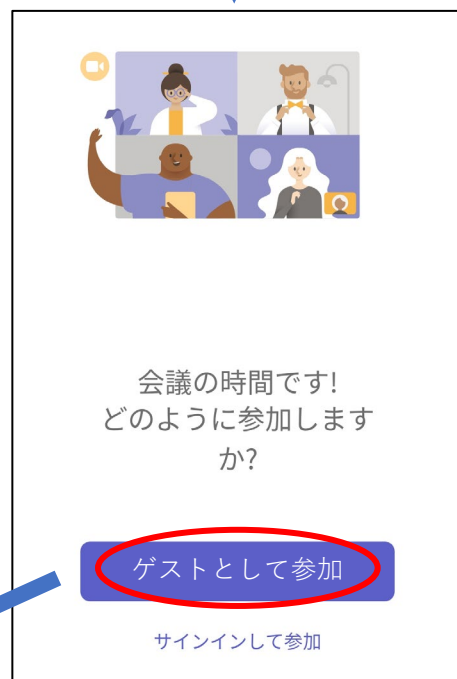 会議の時間です!
どのように参加します
か?
ゲストとして参加
サインインして参加